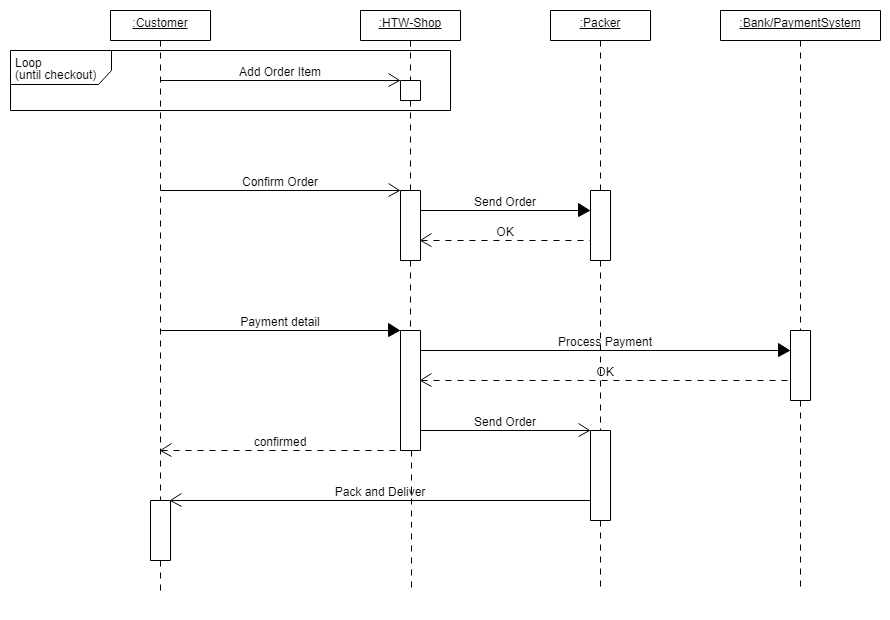 :Customer
:HTW-Shop
:Packer
:Bank/PaymentSystem
Loop
(until checkout)
Add Order Item
Confirm Order
Send Order
OK
Payment detail
Process Payment
OK
Send Order
confirmed
Pack and Deliver